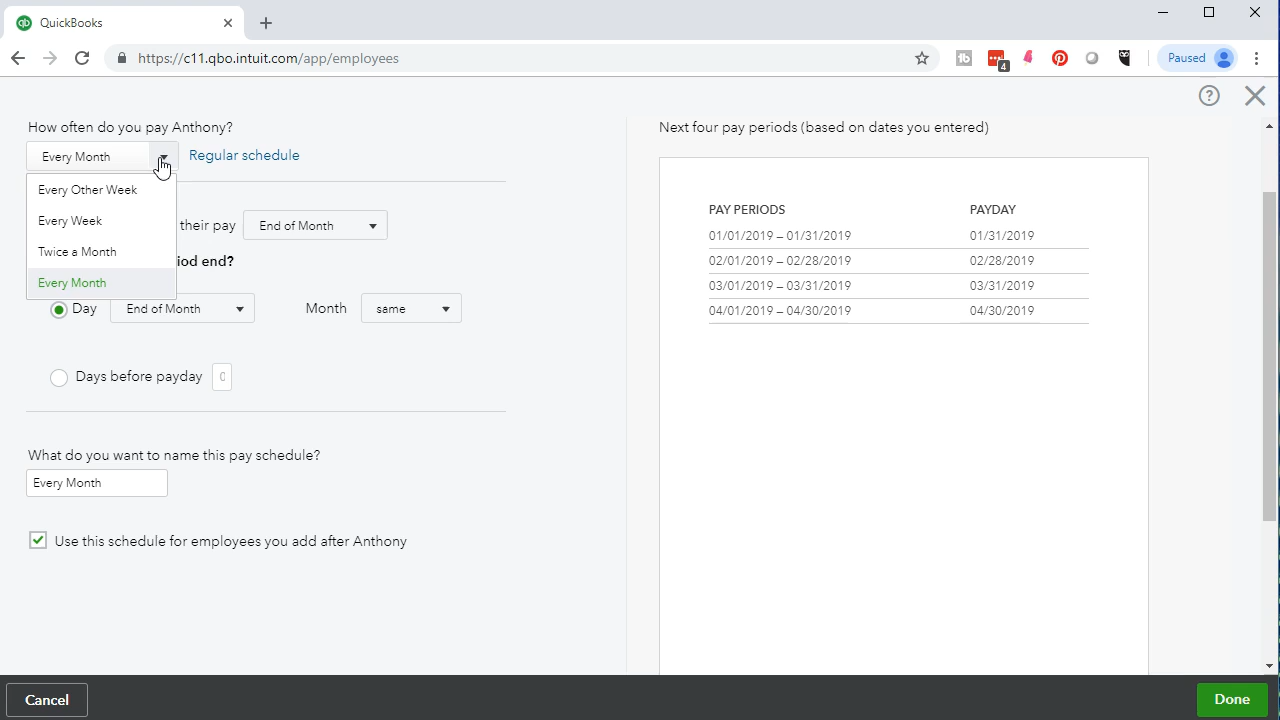 QuickBooks
https://c11.qbo.intuit.com/app/employees
4
Paused
How often do you pay Anthony?
Every Month
Regular schedule
Every Other Week
Every Week
Twice a Month
Every Month
their pay
End of Month
iod end?
Day
End of Month
Month
same
Days before payday
0
What do you want to name this pay schedule?
Every Month
Use this schedule for employees you add after Anthony
Next four pay periods (based on dates you entered)
PAY PERIODS PAYDAY
01/01/2019 – 01/31/2019 01/31/2019
02/01/2019 – 02/28/2019 02/28/2019
03/01/2019 – 03/31/2019 03/31/2019
04/01/2019 – 04/30/2019 04/30/2019
Cancel
Done